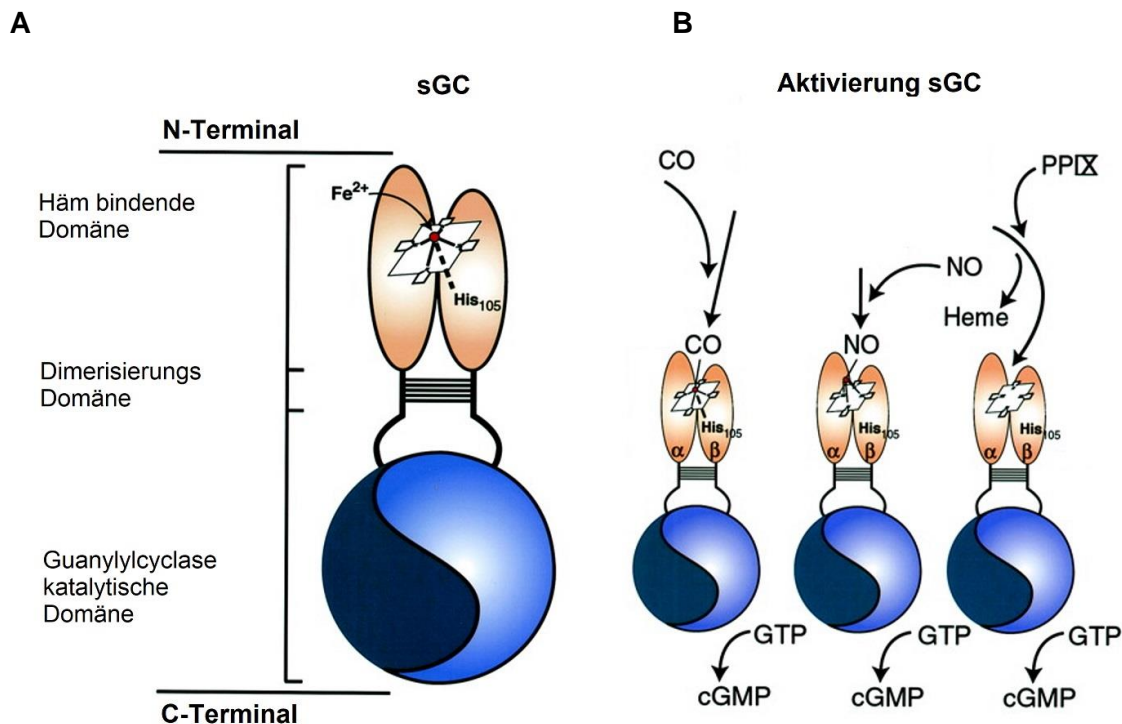 A
sGC
N-Terminal
Häm bindende
Domäne
Fe2+
His105
Dimerisierungs
Domäne
Guanylylcyclase
katalytische
Domäne
C-Terminal
B
Aktivierung sGC
CO
PPIX
NO
Heme
CO
NO
His105
His105
His105
α β
α β
α β
GTP
GTP
GTP
cGMP
cGMP
cGMP